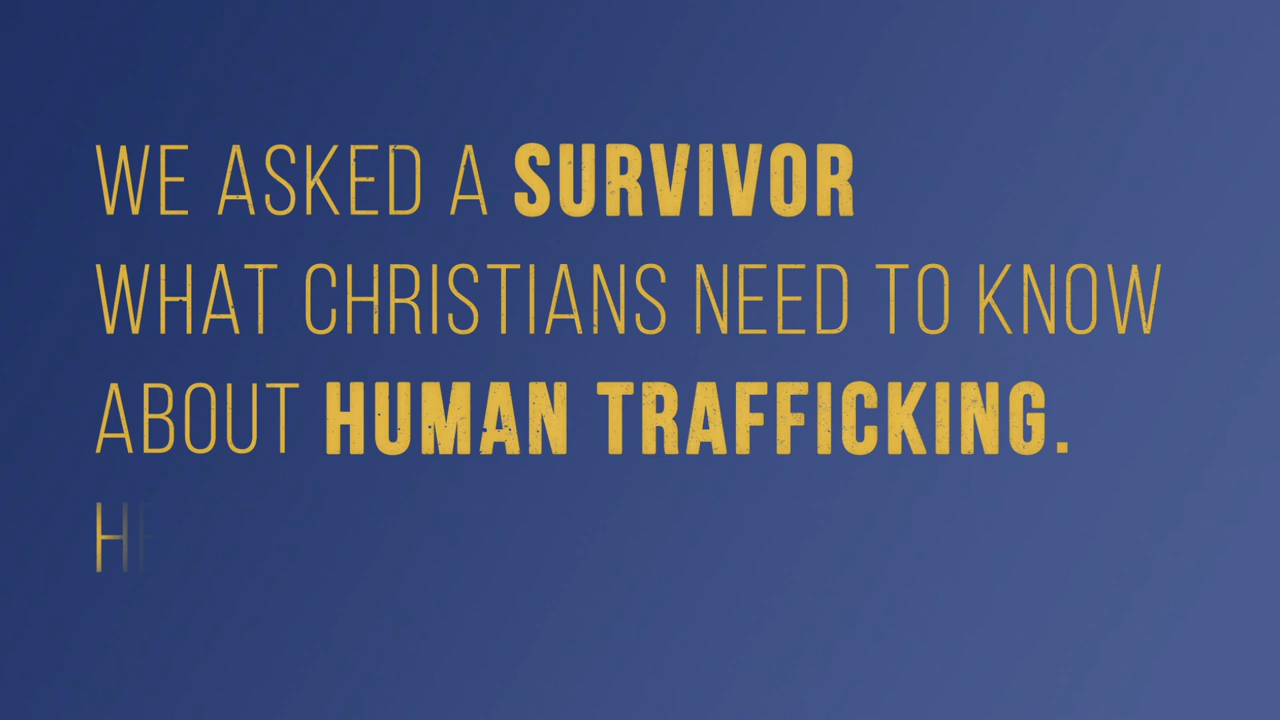 WE ASKED A SURVIVOR
WHAT CHRISTIANS NEED TO KNOW
ABOUT HUMAN TRAFFICKING.